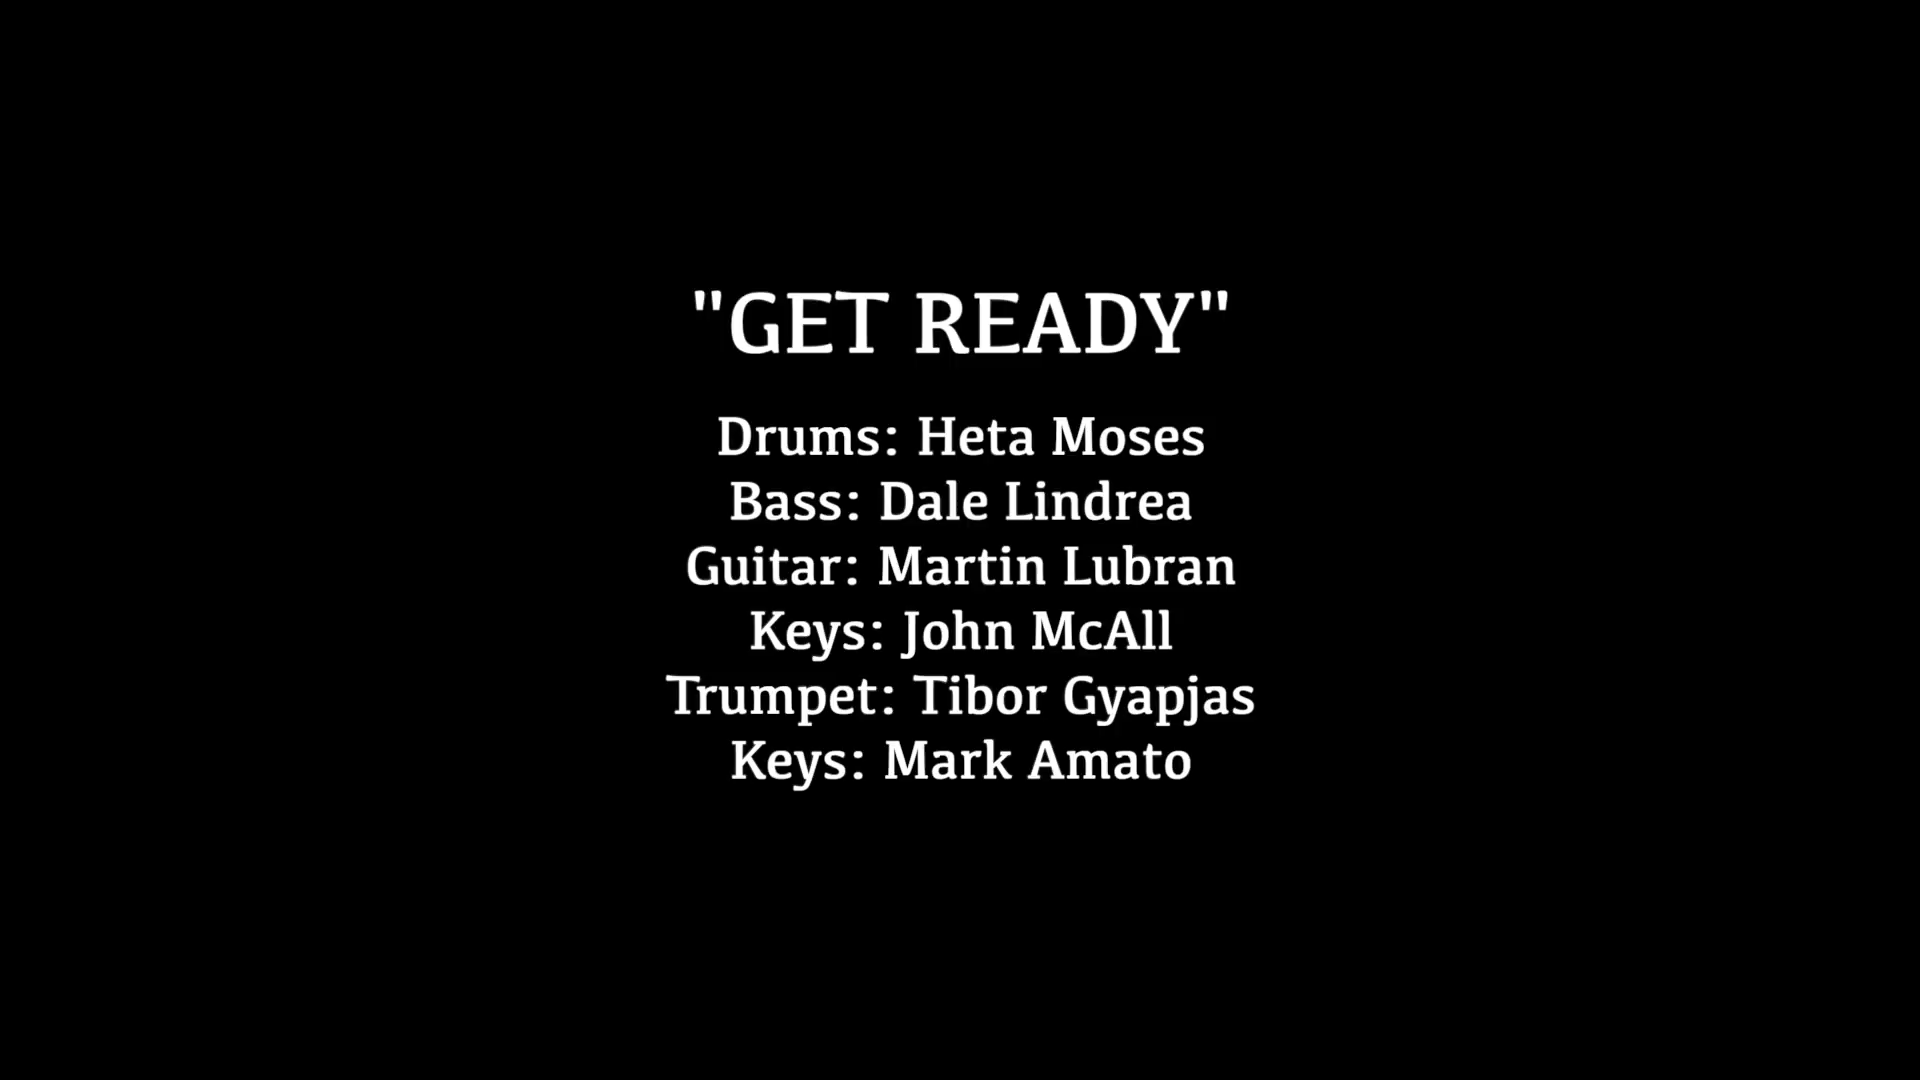 "GET READY"
Drums: Heta Moses
Bass: Dale Lindrea
Guitar: Martin Lubran
Keys: John McAll
Trumpet: Tibor Gyapjas
Keys: Mark Amato